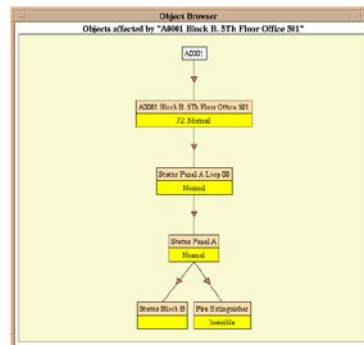 Object Browser
Objects affected by "A0001 Block B. 5Th Floor Office 501"
A0001
A0001 Block B. 5Th Floor Office 501
72 Normal
Status Panel A Loop 00
Normal
Status Panel A
Normal
Status Block B
Fire Extinguisher
Invisible